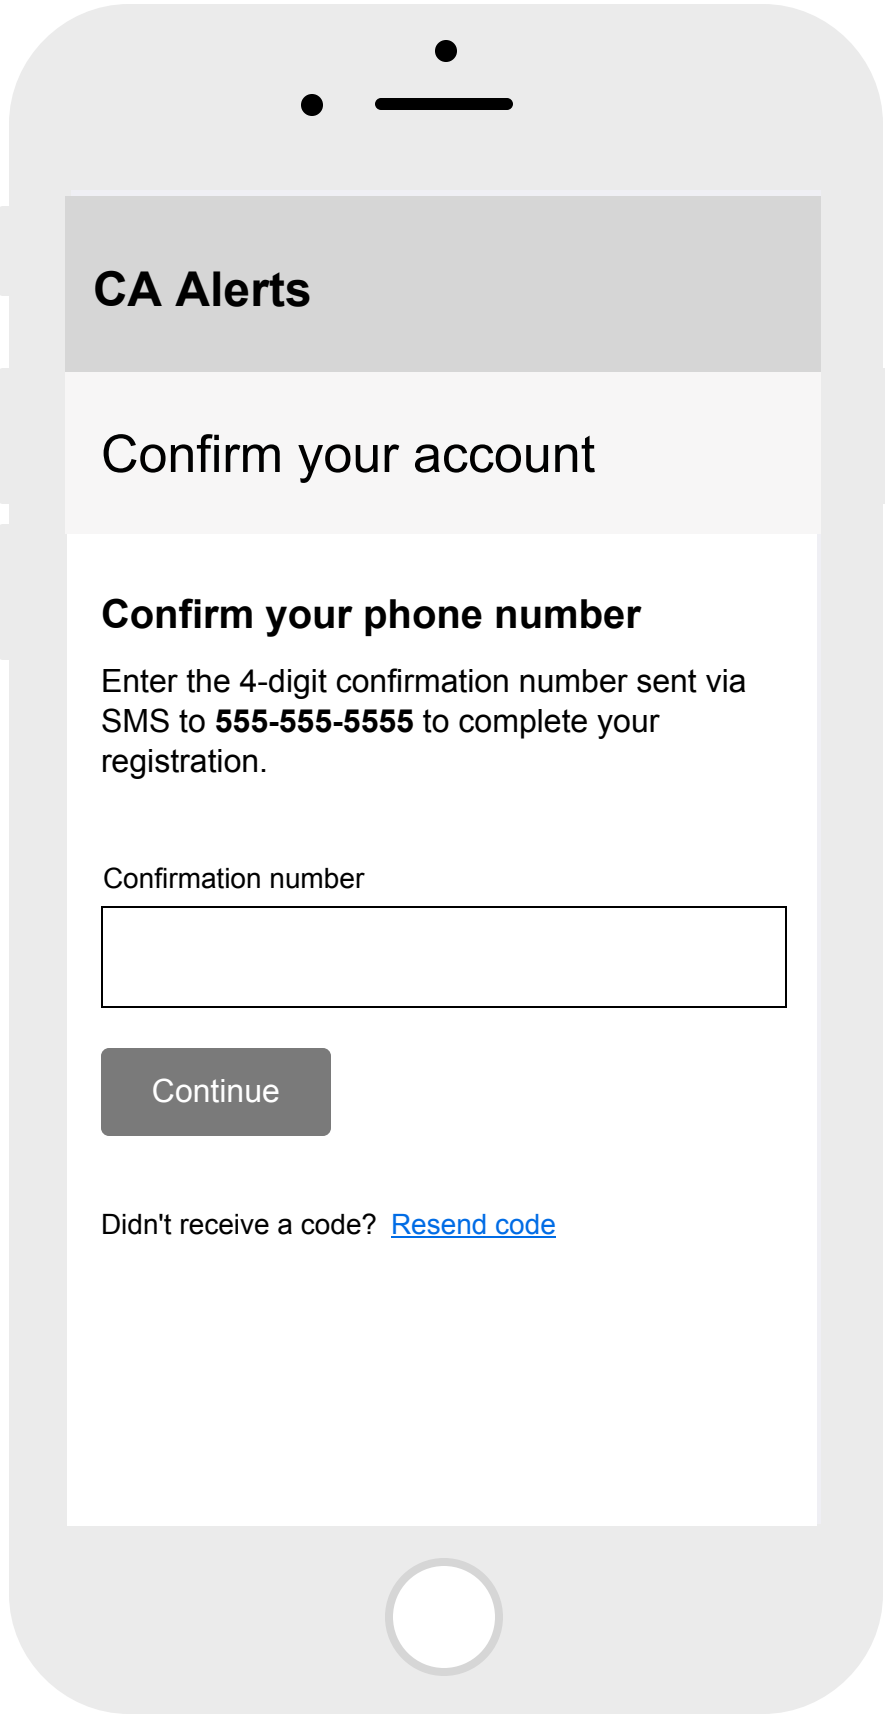 CA Alerts
Confirm your account
Confirm your phone number
Enter the 4-digit confirmation number sent via
SMS to 555-555-5555 to complete your
registration.
Confirmation number
Continue
Didn't receive a code? Resend code